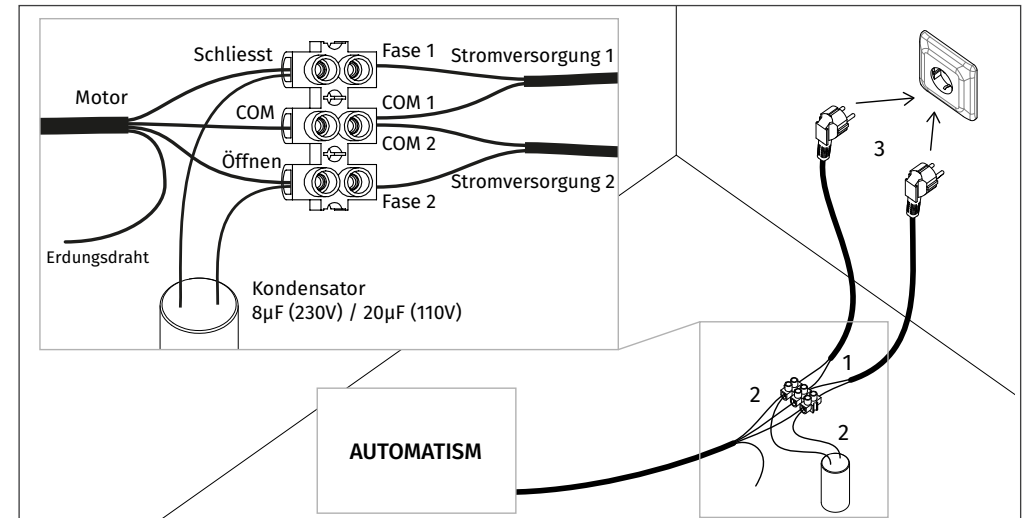 Schliesst
Fase 1
Stromversorgung 1
Motor
COM
COM 1
COM 2
Öffnen
Stromversorgung 2
Fase 2
Erdungsdraht
Kondensator
8µF (230V) / 20µF (110V)
3
1
2
2
AUTOMATISM